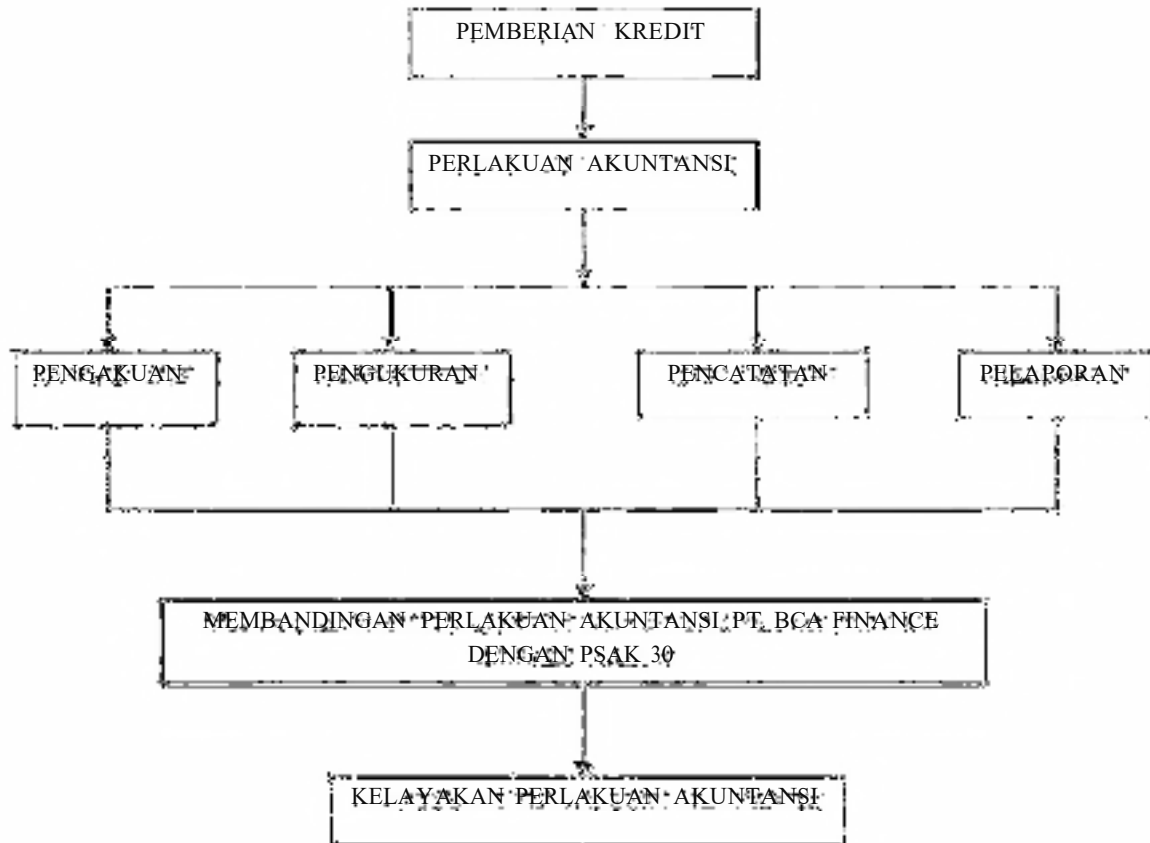 PEMBERIAN KREDIT
PERLAKUAN AKUNTANSI
PENGAKUAN
PENGUKURAN
PENCATATAN
PELAPORAN
MEMBANDINGAN PERLAKUAN AKUNTANSI PT. BCA FINANCE
DENGAN PSAK 30
KELAYAKAN PERLAKUAN AKUNTANSI